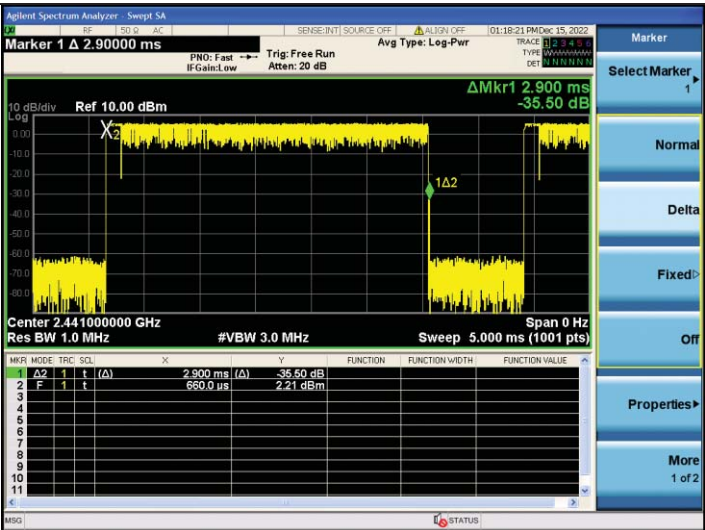 Agilent Spectrum Analyzer - Swept SA
RF 50 Ω AC SENSE:INT SOURCE OFF ALIGN OFF 01:18:21 PM Dec 15, 2022
Marker 1 Δ 2.90000 ms
PNO: Fast
IFGain:Low
Trig: Free Run
Atten: 20 dB
Avg Type: Log-Pwr
TRACE 1 2 3 4 5 6
TYPE
DET N N N N N N
ΔMkr1 2.900 ms
-35.50 dB
10 dB/div Ref 10.00 dBm
Log
0.00
-10.0
-20.0
-30.0
-40.0
-50.0
-60.0
-70.0
-80.0
X2
1Δ2
Center 2.441000000 GHz Span 0 Hz
Res BW 1.0 MHz #VBW 3.0 MHz Sweep 5.000 ms (1001 pts)
MKR MODE TRC SCL X Y FUNCTION FUNCTION WIDTH FUNCTION VALUE
1 Δ2 1 t (Δ) 2.900 ms (Δ) -35.50 dB
2 F 1 t 660.0 µs 2.21 dBm
3
4
5
6
7
8
9
10
11
MSG STATUS
Marker
Select Marker
1
Normal
Delta
Fixed
Off
Properties
More
1 of 2